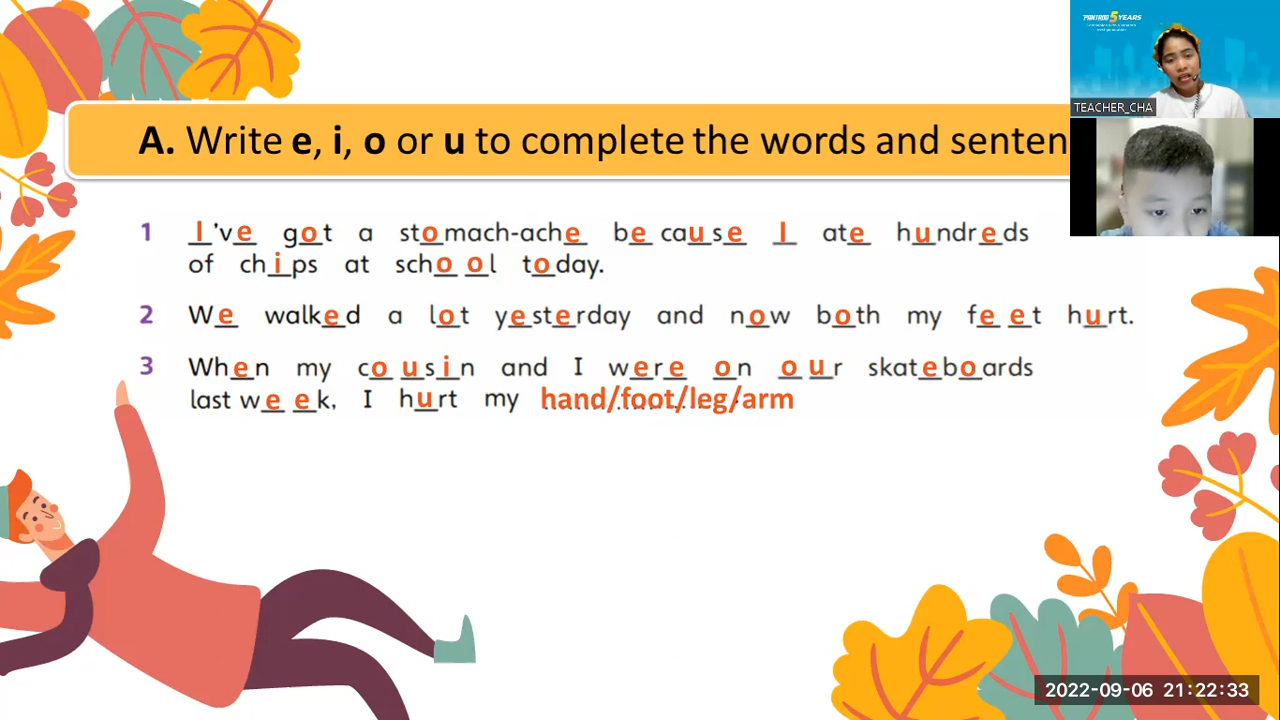 PANTADO 5 YEARS
TEACHER_CHA
A. Write e, i, o or u to complete the words and senten
1 I've got a stomach-ache because I ate hundreds
of chips at school today.
2 We walked a lot yesterday and now both my feet hurt.
3 When my cousin and I were on our skateboards
last week, I hurt my hand/foot/leg/arm
2022-09-06 21:22:33